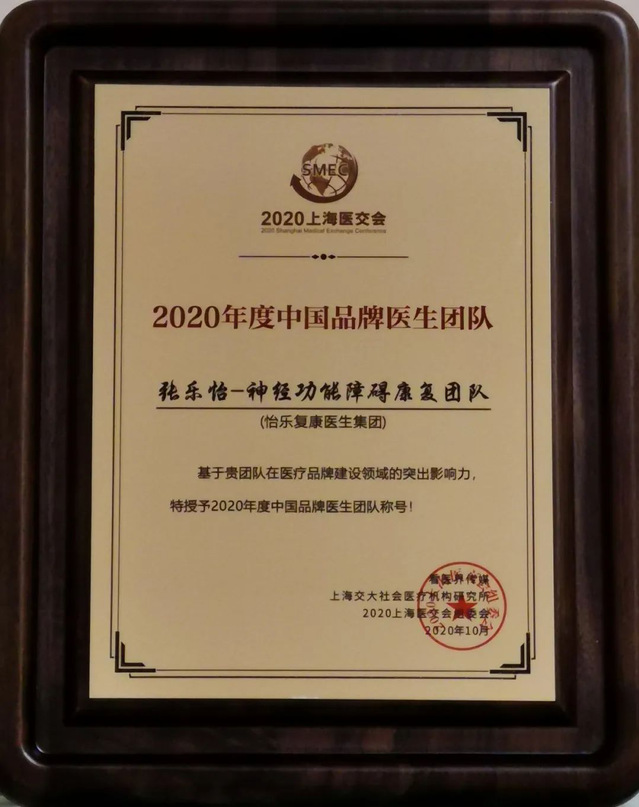 SMEC
2020上海医交会
2020 Shanghai Medical Exchange Conference
2020年度中国品牌医生团队
张乐怡-神经功能障碍康复团队
(怡乐复康医生集团)
基于贵团队在医疗品牌建设领域的突出影响力，
特授予2020年度中国品牌医生团队称号！
看医界传媒
上海交大社会医疗机构研究所
2020上海医交会组委会
2020年10月